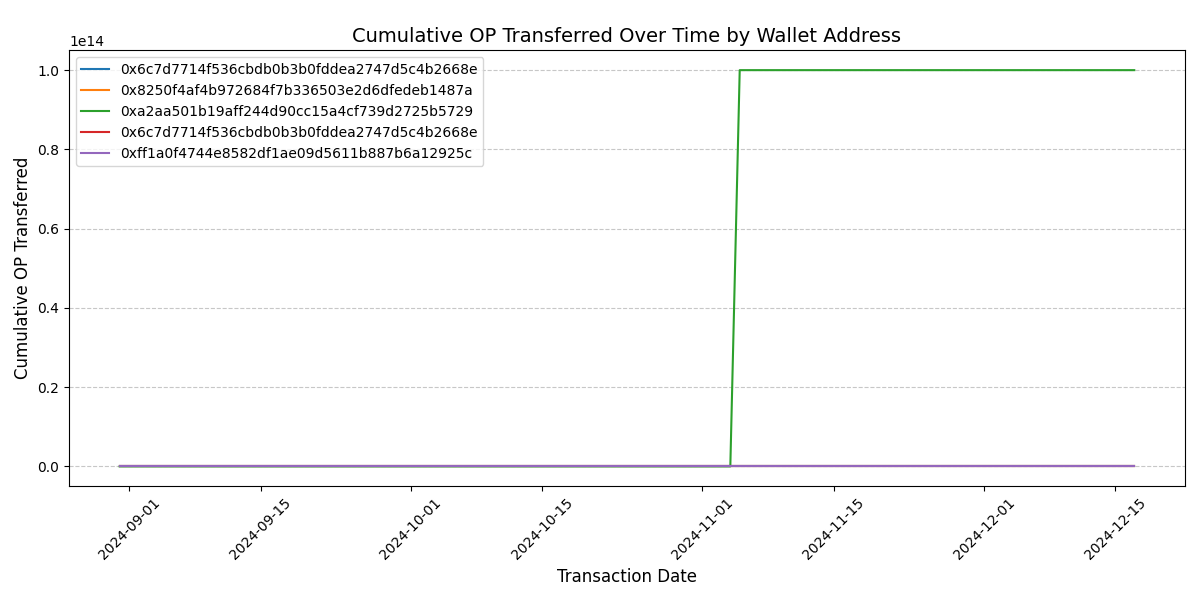 Cumulative OP Transferred Over Time by Wallet Address
1e14
0x6c7d7714f536cbdb0b3b0fddea2747d5c4b2668e
0x8250f4af4b972684f7b336503e2d6dfedeb1487a
0xa2aa501b19aff244d90cc15a4cf739d2725b5729
0x6c7d7714f536cbdb0b3b0fddea2747d5c4b2668e
0xff1a0f4744e8582df1ae09d5611b887b6a12925c
Cumulative OP Transferred
1.0
0.8
0.6
0.4
0.2
0.0
2024-09-01
2024-09-15
2024-10-01
2024-10-15
2024-11-01
2024-11-15
2024-12-01
2024-12-15
Transaction Date